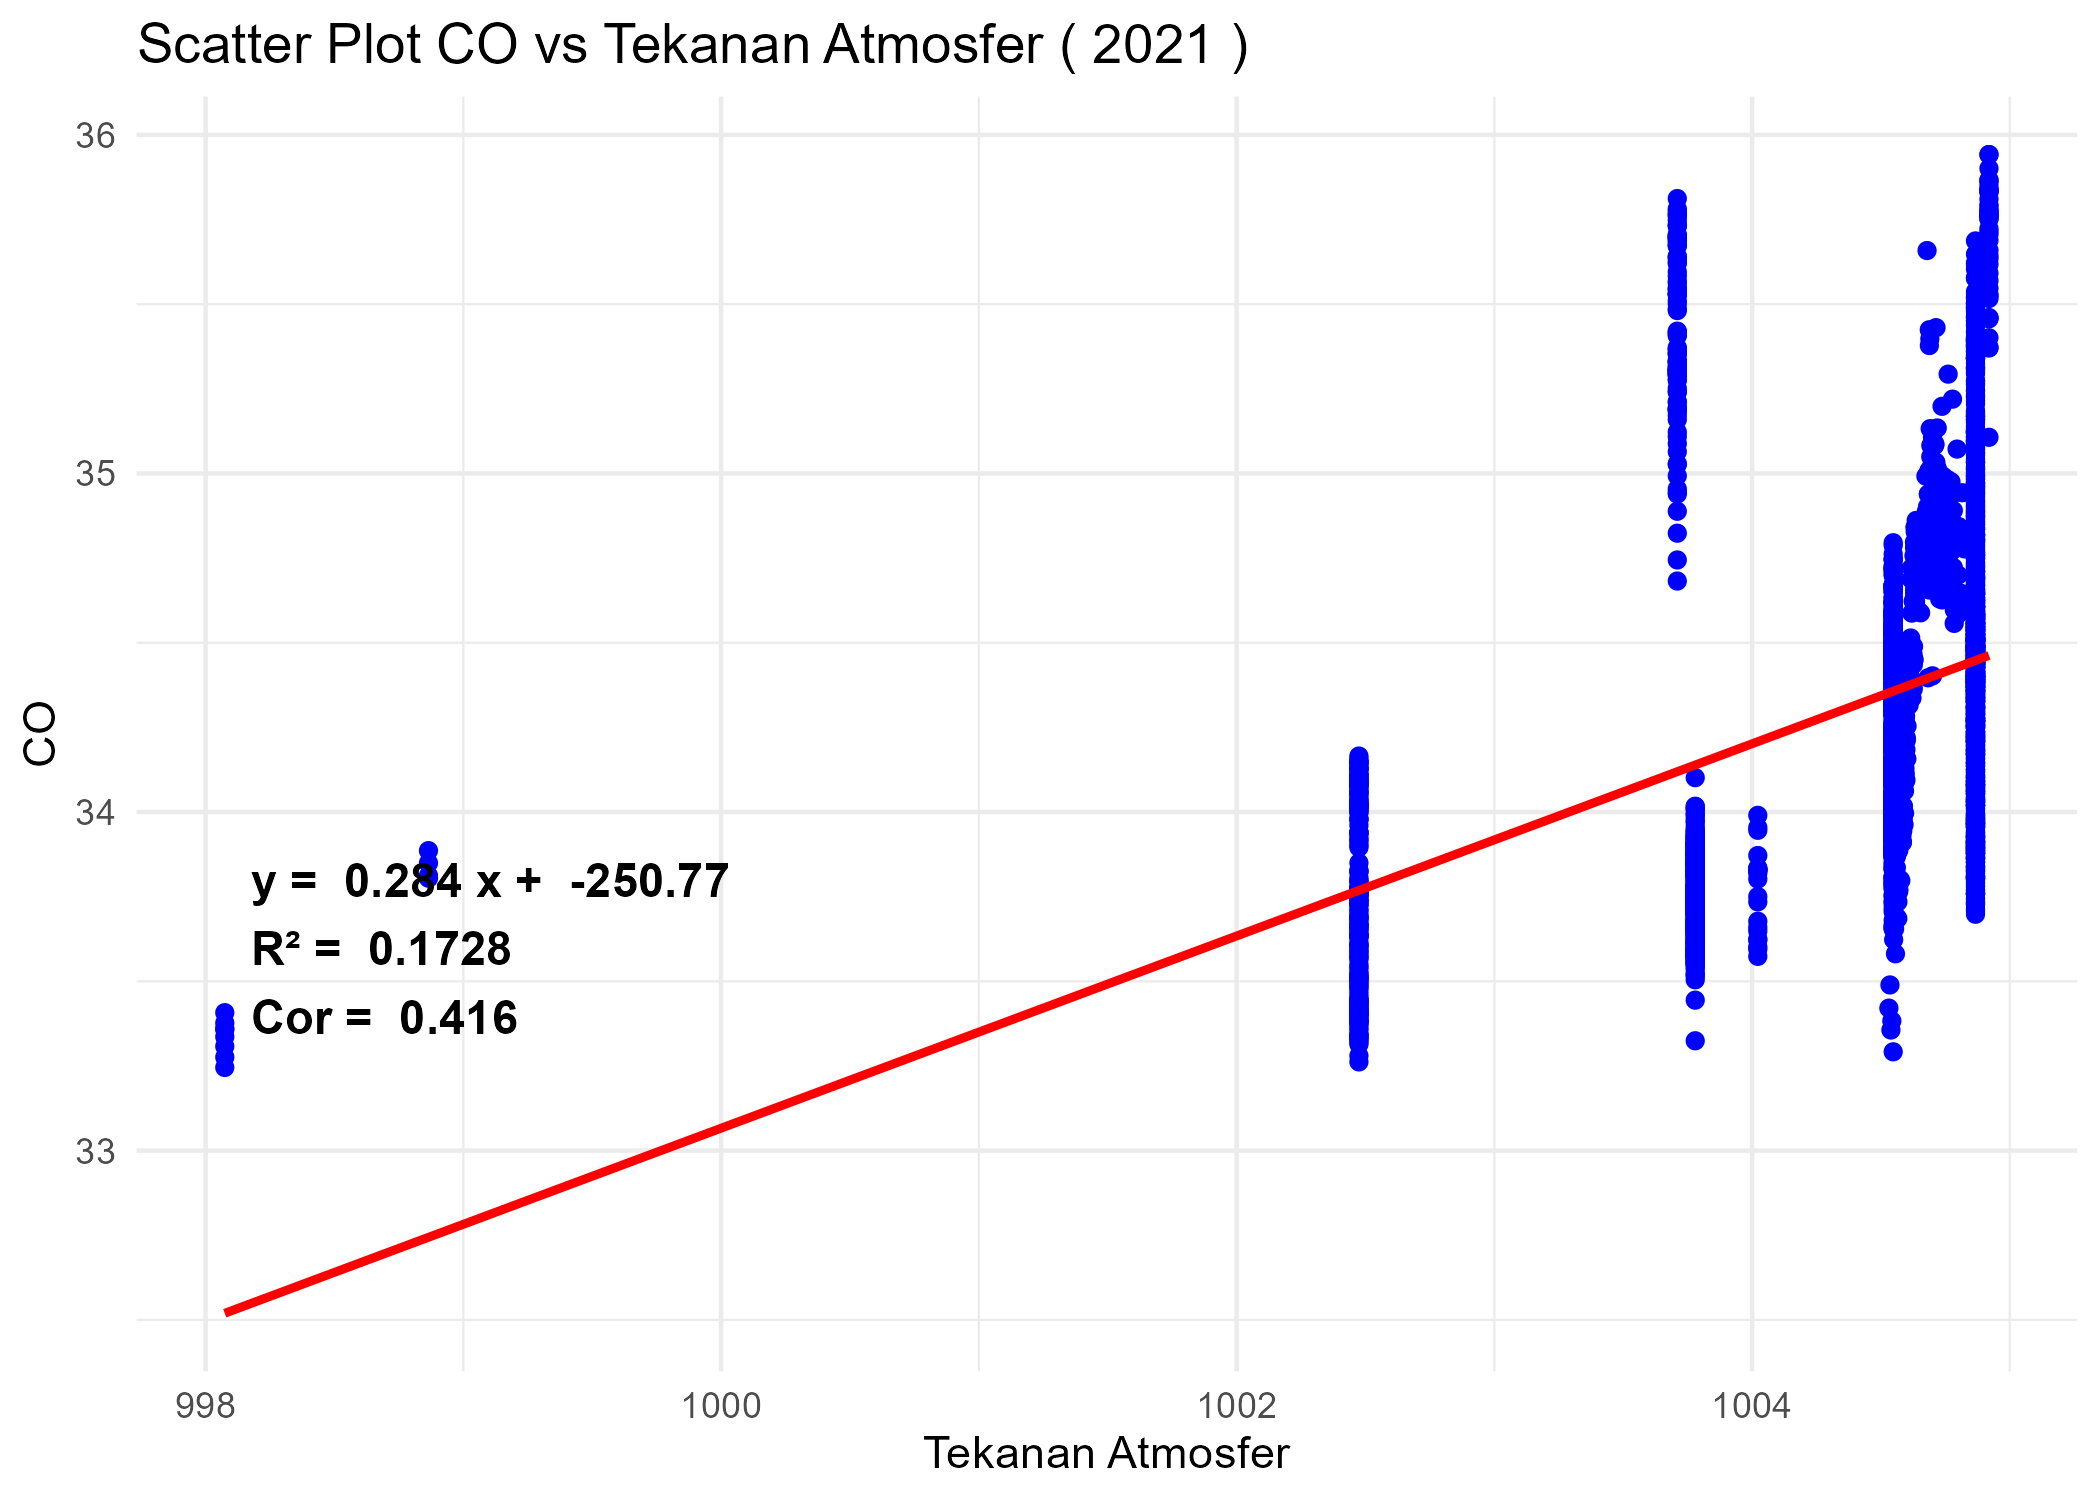 Scatter Plot CO vs Tekanan Atmosfer ( 2021 )
36
35
34
33
CO
y = 0.284 x + -250.77
R² = 0.1728
Cor = 0.416
998 1000 1002 1004
Tekanan Atmosfer